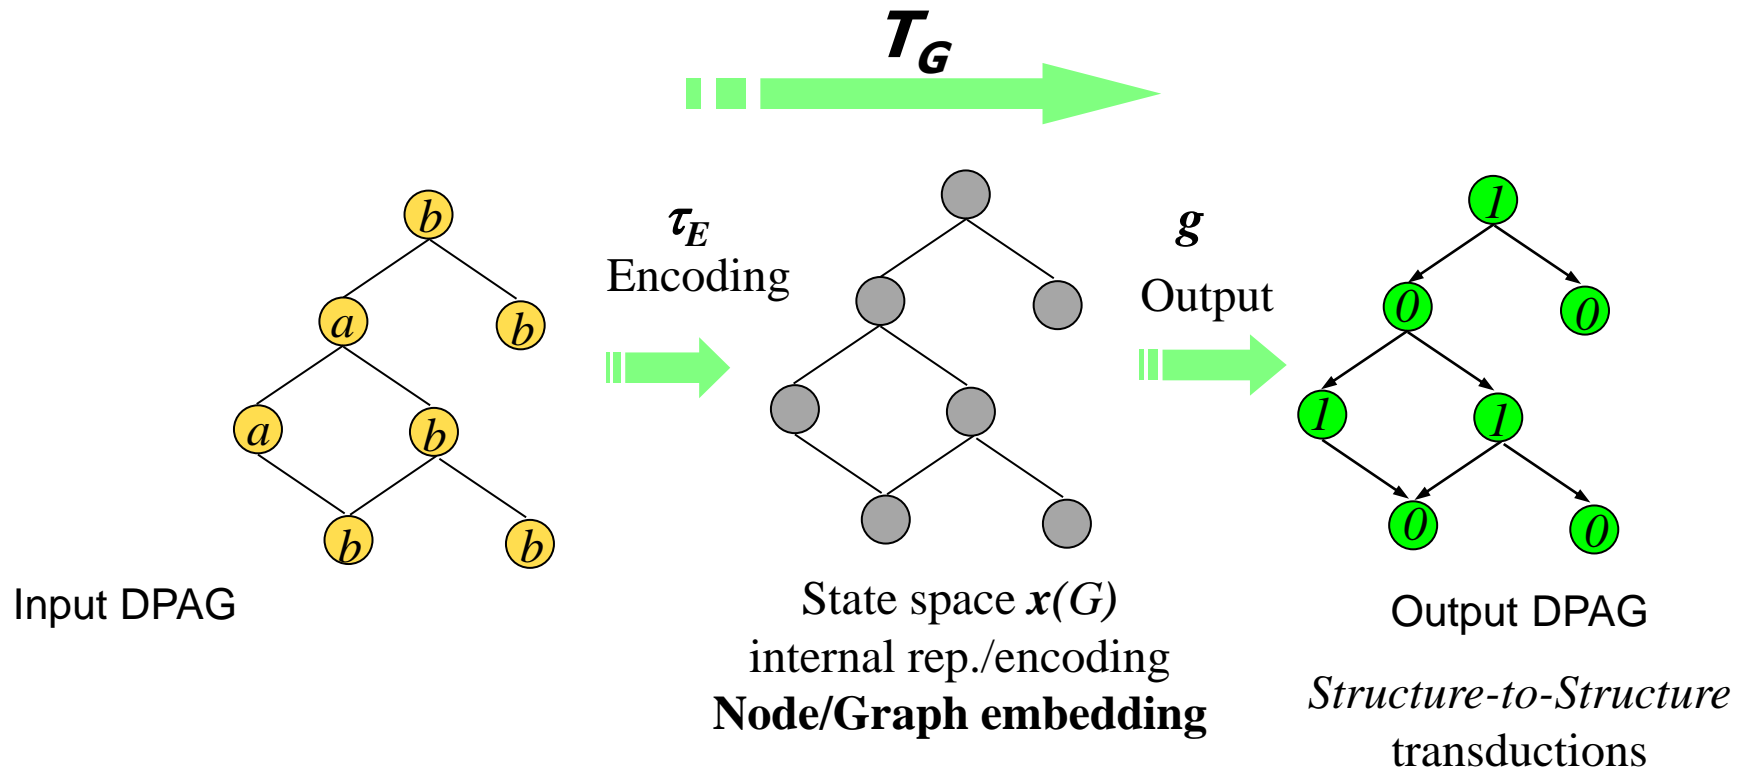 T_G
τ_E
Encoding
g
Output
b
a
b
a
b
b
b
1
0
0
1
1
0
0
Input DPAG
State space x(G)
internal rep./encoding
Node/Graph embedding
Output DPAG
Structure-to-Structure
transductions